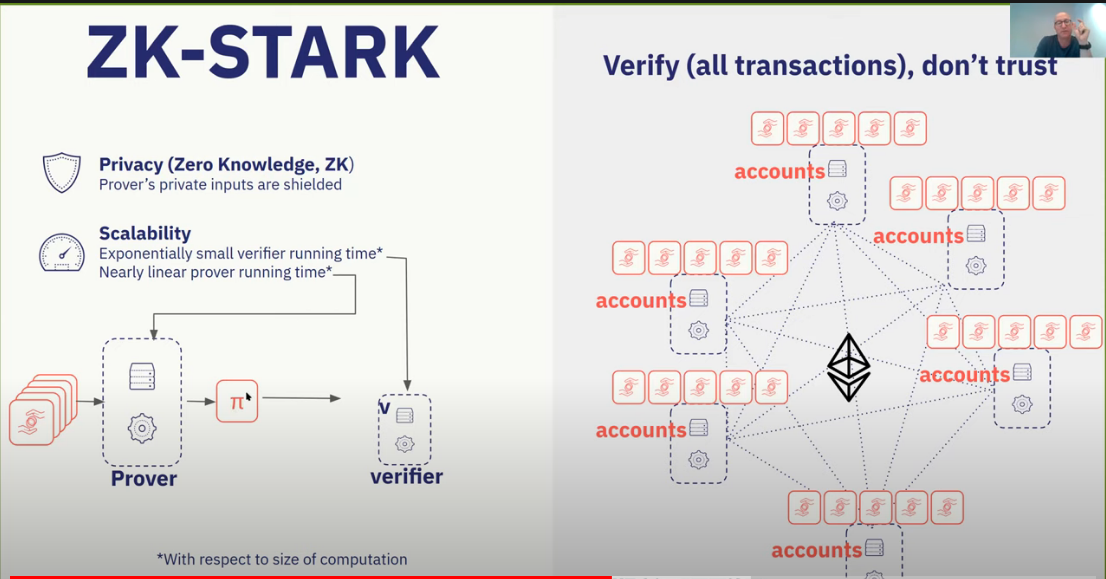 ZK-STARK
Privacy (Zero Knowledge, ZK)
Prover's private inputs are shielded
Scalability
Exponentially small verifier running time*
Nearly linear prover running time*
π
v
Prover
verifier
*With respect to size of computation
Verify (all transactions), don't trust
accounts
accounts
accounts
accounts
accounts
accounts